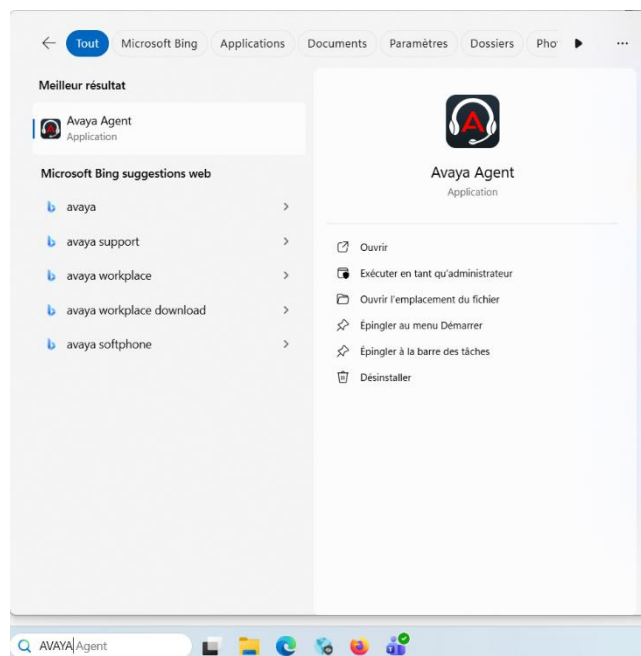 Tout Microsoft Bing Applications Documents Paramètres Dossiers Pho
Meilleur résultat
Avaya Agent
Application
Microsoft Bing suggestions web
avaya
avaya support
avaya workplace
avaya workplace download
avaya softphone
Avaya Agent
Application
Ouvrir
Exécuter en tant qu'administrateur
Ouvrir l'emplacement du fichier
Épingler au menu Démarrer
Épingler à la barre des tâches
Désinstaller
AVAYA Agent